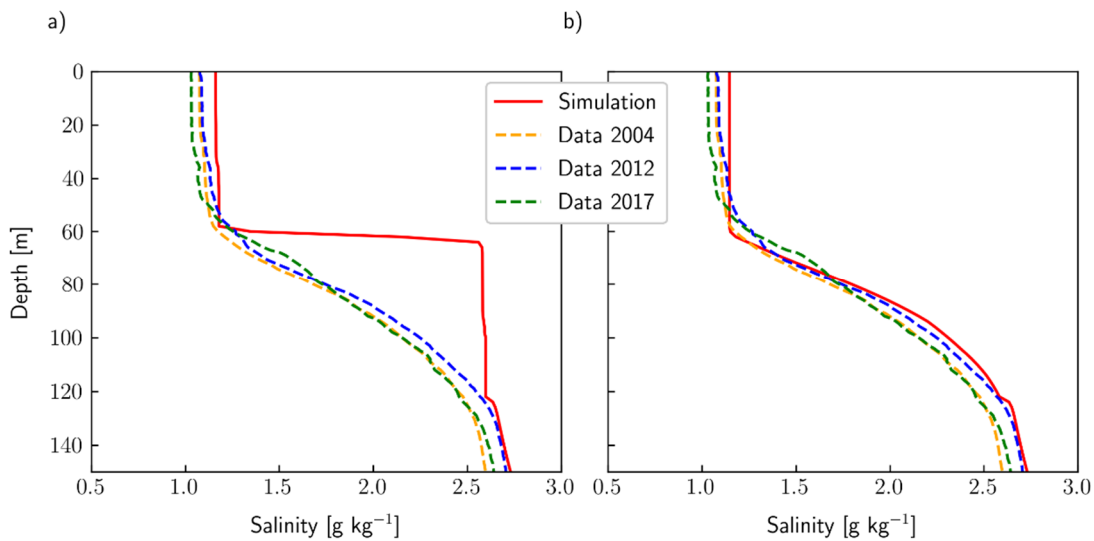 a)
b)
0
20
40
60
80
100
120
140
Depth [m]
0.5 1.0 1.5 2.0 2.5 3.0
Salinity [g kg⁻¹]
Simulation
Data 2004
Data 2012
Data 2017
0.5 1.0 1.5 2.0 2.5 3.0
Salinity [g kg⁻¹]